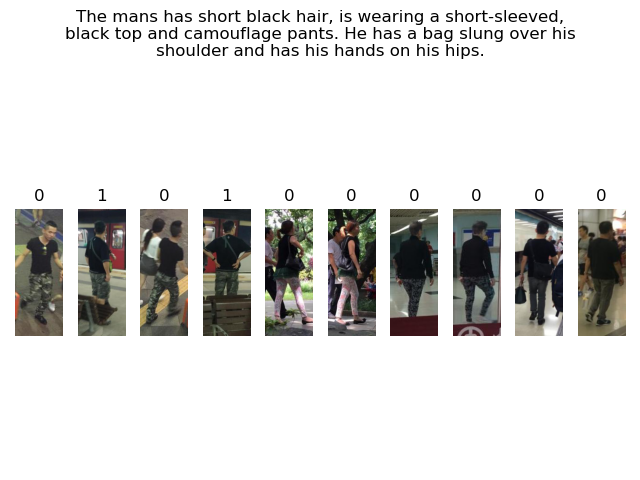 The mans has short black hair, is wearing a short-sleeved,
black top and camouflage pants. He has a bag slung over his
shoulder and has his hands on his hips.
0 1 0 1 0 0 0 0 0 0